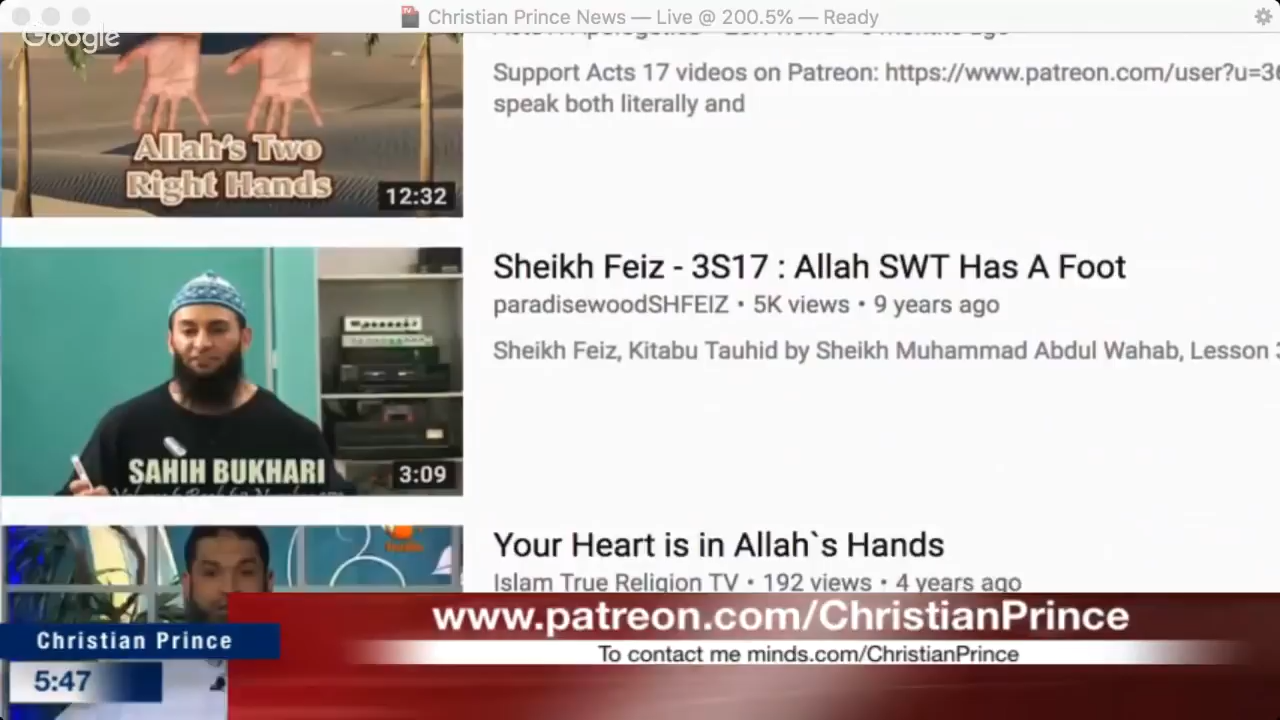 Christian Prince News — Live @ 200.5% — Ready
Google
Support Acts 17 videos on Patreon: https://www.patreon.com/user?u=3
speak both literally and
Allah's Two
Right Hands
12:32
Sheikh Feiz - 3S17 : Allah SWT Has A Foot
paradisewoodSHFEIZ • 5K views • 9 years ago
Sheikh Feiz, Kitabu Tauhid by Sheikh Muhammad Abdul Wahab, Lesson
SAHIH BUKHARI
3:09
Your Heart is in Allah`s Hands
Islam True Religion TV • 192 views • 4 years ago
www.patreon.com/ChristianPrince
Christian Prince
To contact me minds.com/ChristianPrince
5:47